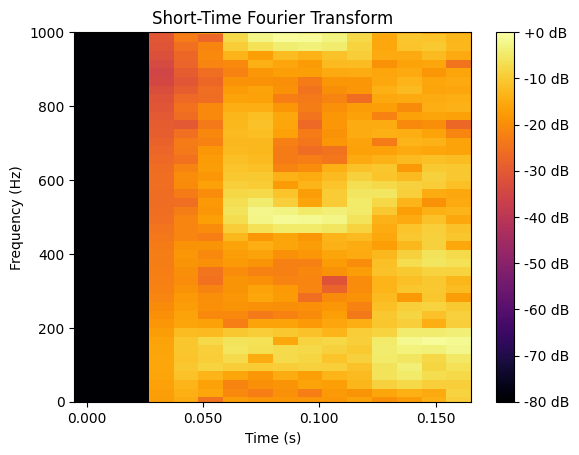 Short-Time Fourier Transform
Frequency (Hz)
1000
800
600
400
200
0
0.000
0.050
0.100
0.150
Time (s)
+0 dB
-10 dB
-20 dB
-30 dB
-40 dB
-50 dB
-60 dB
-70 dB
-80 dB